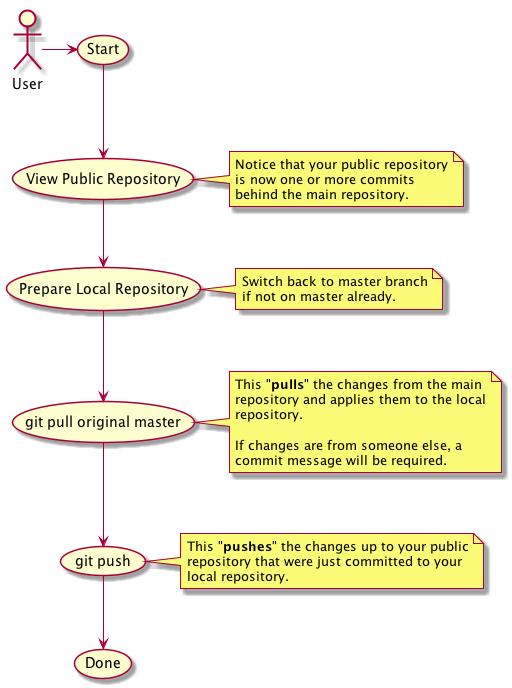 User
Start
View Public Repository
Notice that your public repository
is now one or more commits
behind the main repository.
Prepare Local Repository
Switch back to master branch
if not on master already.
git pull original master
This "pulls" the changes from the main
repository and applies them to the local
repository.
If changes are from someone else, a
commit message will be required.
git push
This "pushes" the changes up to your public
repository that were just committed to your
local repository.
Done